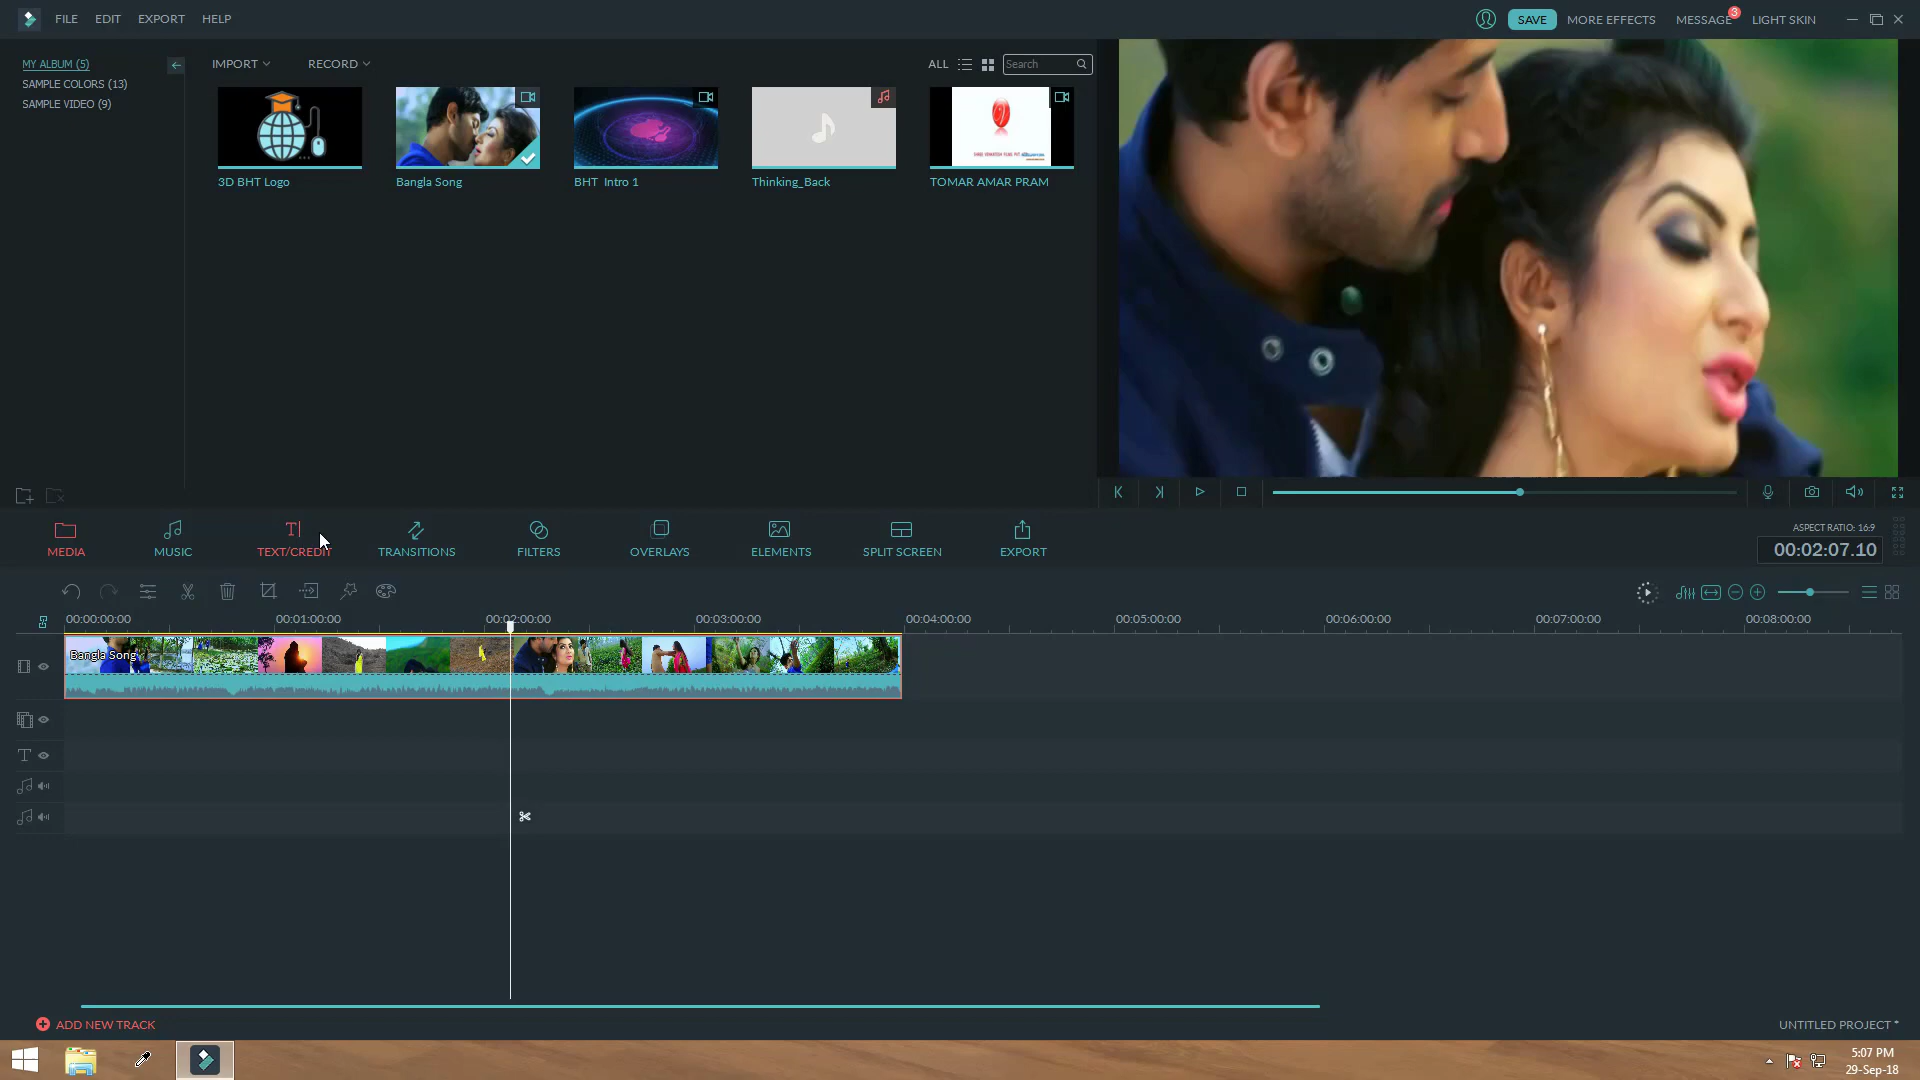 FILE EDIT EXPORT HELP
SAVE MORE EFFECTS MESSAGE 3 LIGHT SKIN
MY ALBUM (5)
SAMPLE COLORS (13)
SAMPLE VIDEO (9)
IMPORT RECORD ALL Search
3D BHT Logo Bangla Song BHT Intro 1 Thinking_Back TOMAR AMAR PRAM
MEDIA MUSIC TEXT/CREDIT TRANSITIONS FILTERS OVERLAYS ELEMENTS SPLIT SCREEN EXPORT
ASPECT RATIO: 16:9
00:02:07.10
00:00:00:00 00:01:00:00 00:02:00:00 00:03:00:00 00:04:00:00 00:05:00:00 00:06:00:00 00:07:00:00 00:08:00:00
Bangla Song
ADD NEW TRACK
UNTITLED PROJECT *
5:07 PM
29-Sep-18